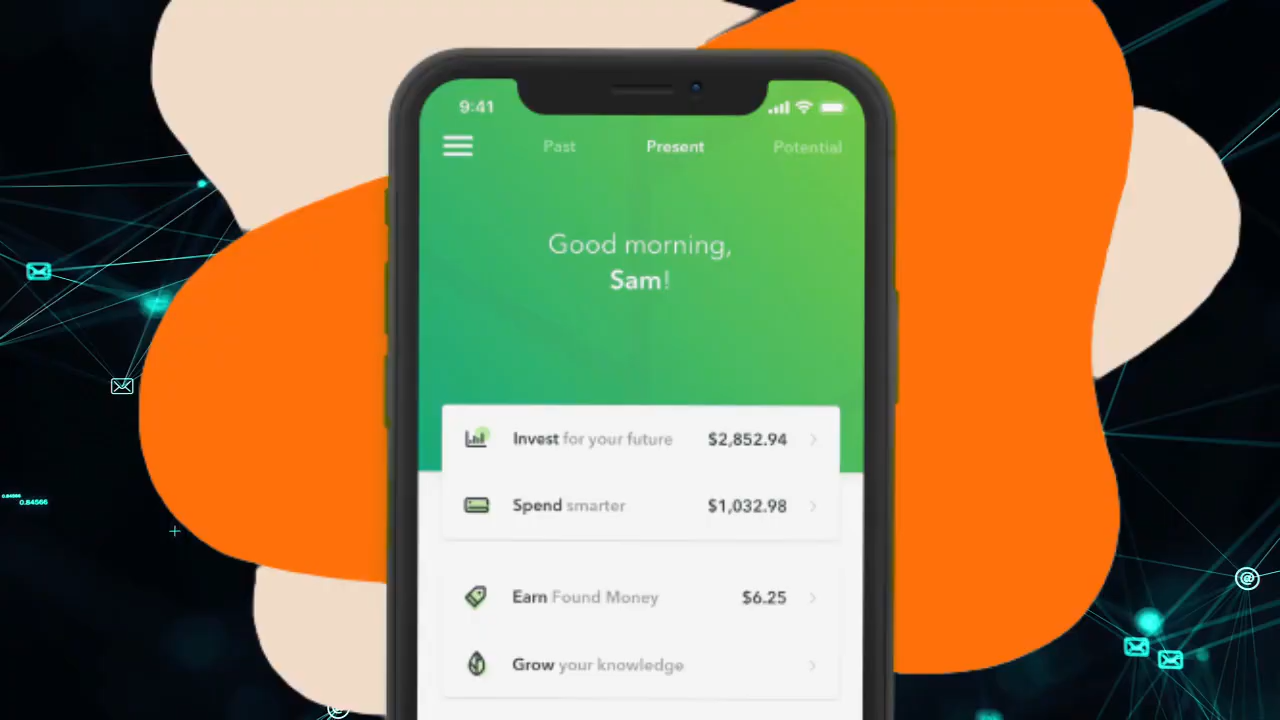 9:41
Past Present Potential
Good morning,
Sam!
Invest for your future $2,852.94
Spend smarter $1,032.98
Earn Found Money $6.25
Grow your knowledge
0.84566
@
@